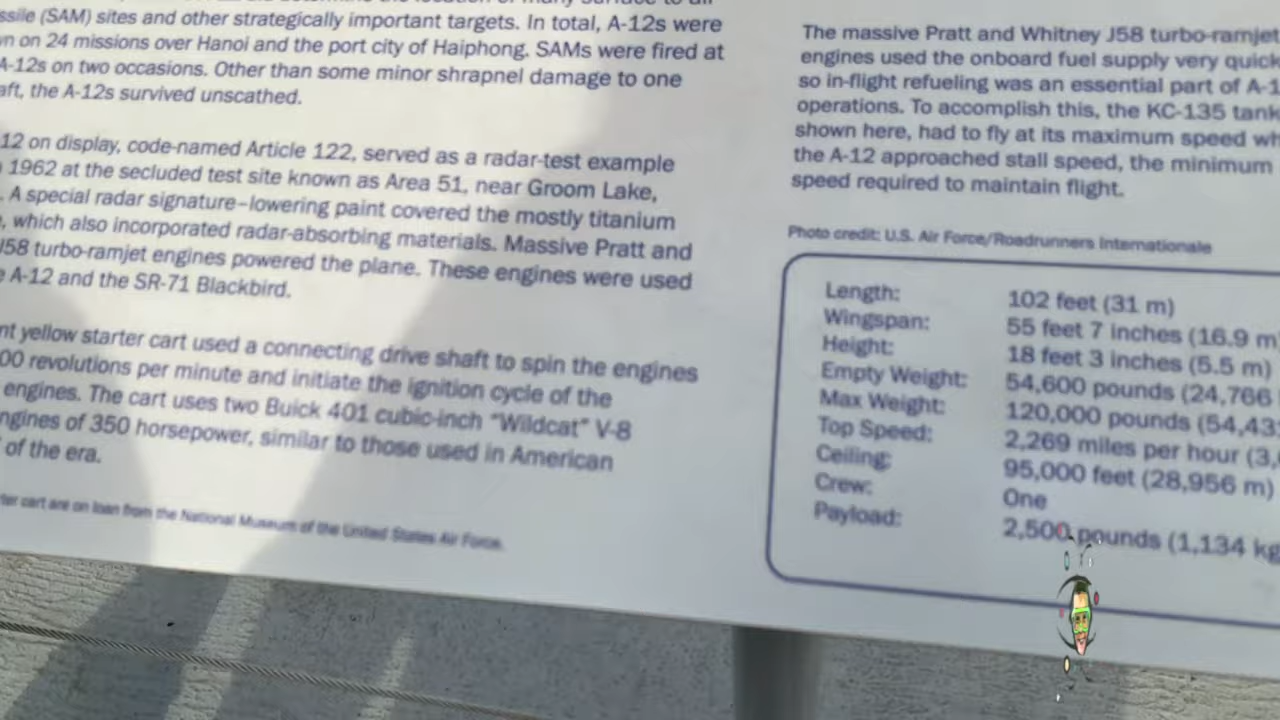 ssile (SAM) sites and other strategically important targets. In total, A-12s were
n on 24 missions over Hanoi and the port city of Haiphong. SAMs were fired at
A-12s on two occasions. Other than some minor shrapnel damage to one
aft, the A-12s survived unscathed.
12 on display, code-named Article 122, served as a radar-test example
1962 at the secluded test site known as Area 51, near Groom Lake,
. A special radar signature–lowering paint covered the mostly titanium
, which also incorporated radar-absorbing materials. Massive Pratt and
J58 turbo-ramjet engines powered the plane. These engines were used
e A-12 and the SR-71 Blackbird.
nt yellow starter cart used a connecting drive shaft to spin the engines
00 revolutions per minute and initiate the ignition cycle of the
engines. The cart uses two Buick 401 cubic-inch “Wildcat” V-8
ngines of 350 horsepower, similar to those used in American
of the era.
ter cart are on loan from the National Museum of the United States Air Force.
The massive Pratt and Whitney J58 turbo-ramjet
engines used the onboard fuel supply very quick
so in-flight refueling was an essential part of A-1
operations. To accomplish this, the KC-135 tank
shown here, had to fly at its maximum speed wh
the A-12 approached stall speed, the minimum
speed required to maintain flight.
Photo credit: U.S. Air Force/Roadrunners Internationale
Length: 102 feet (31 m)
Wingspan: 55 feet 7 inches (16.9 m
Height: 18 feet 3 inches (5.5 m)
Empty Weight: 54,600 pounds (24,766
Max Weight: 120,000 pounds (54,43
Top Speed: 2,269 miles per hour (3,
Ceiling: 95,000 feet (28,956 m)
Crew: One
Payload: 2,500 pounds (1,134 kg